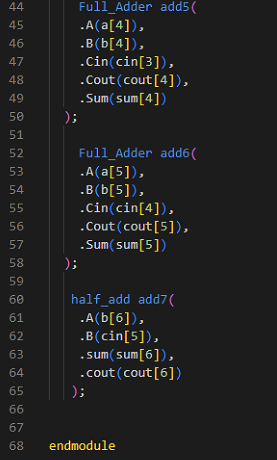 44 Full_Adder add5(
45 .A(a[4]),
46 .B(b[4]),
47 .Cin(cin[3]),
48 .Cout(cout[4]),
49 .Sum(sum[4])
50 );
51
52 Full_Adder add6(
53 .A(a[5]),
54 .B(b[5]),
55 .Cin(cin[4]),
56 .Cout(cout[5]),
57 .Sum(sum[5])
58 );
59
60 half_add add7(
61 .A(b[6]),
62 .B(cin[5]),
63 .sum(sum[6]),
64 .cout(cout[6])
65 );
66
67
68 endmodule